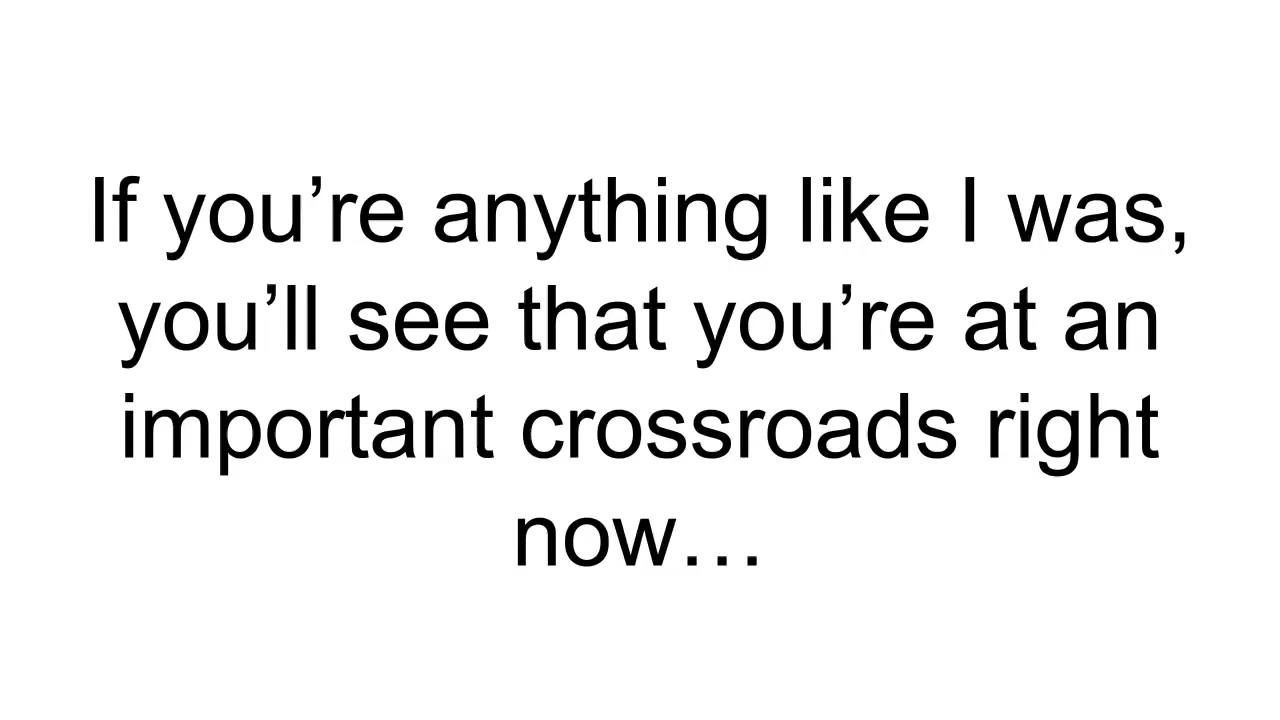 If you’re anything like I was,
you’ll see that you’re at an
important crossroads right
now…